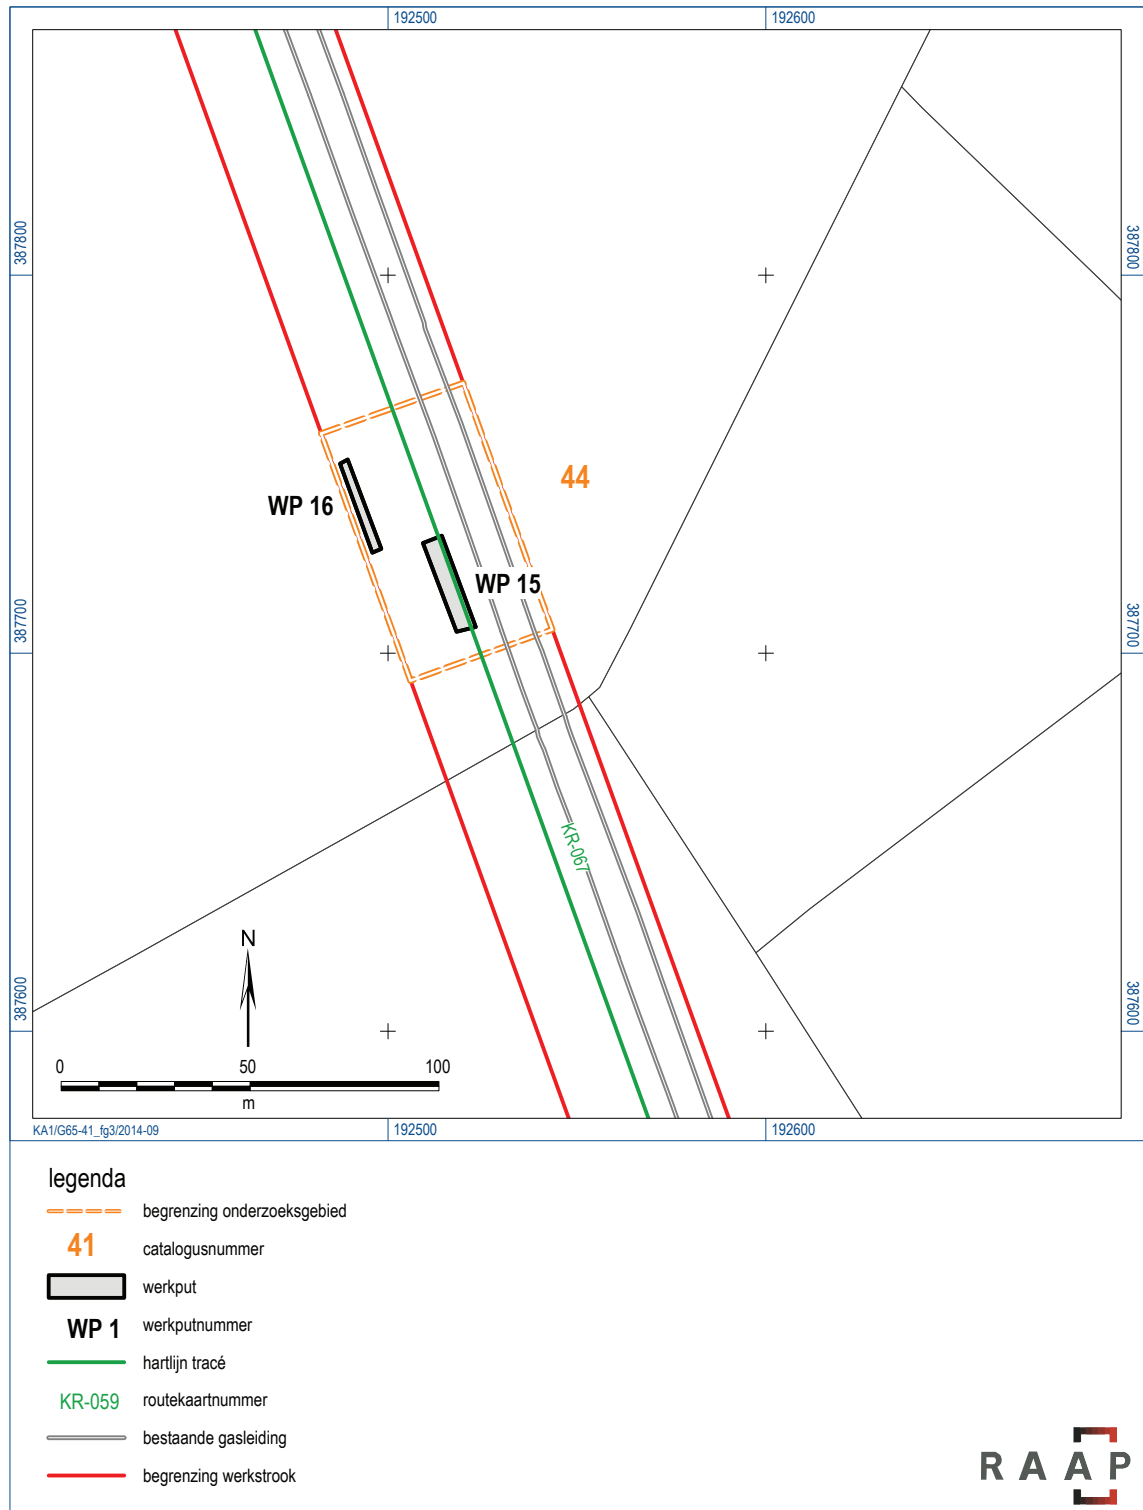 192500 192600
387800 387800
44
WP 16
WP 15
387700 387700
KR-067
N
387600 387600
0 50 100
m
KA1/G65-41_fg3/2014-09
192500 192600
legenda
begrenzing onderzoeksgebied
41 catalogusnummer
werkput
WP 1 werkputnummer
hartlijn tracé
KR-059 routekaartnummer
bestaande gasleiding
begrenzing werkstrook
RAAP